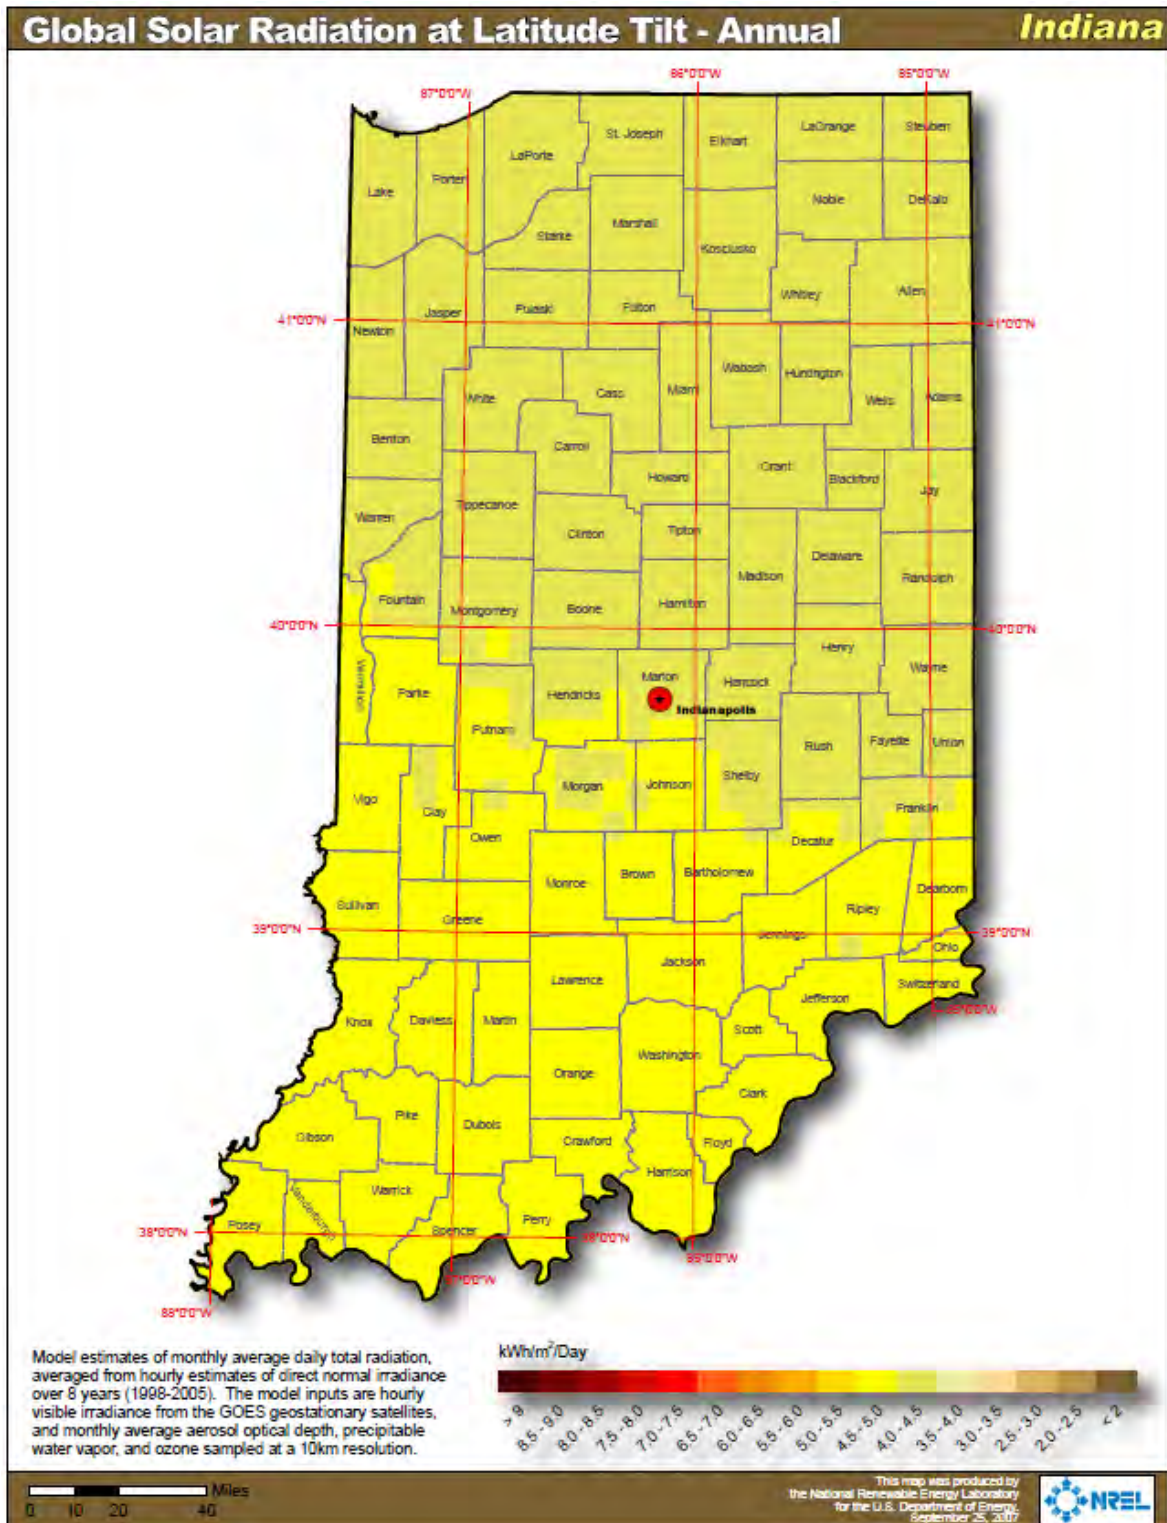 Global Solar Radiation at Latitude Tilt - Annual
Indiana
86°0'0"W
85°0'0"W
87°0'0"W
St. Joseph
Elkhart
LaGrange
Steuben
LaPorte
Porter
Lake
Noble
DeKalb
Starke
Marshall
Kosciusko
Whitley
Allen
41°0'0"N
Newton
Jasper
Pulaski
Fulton
41°0'0"N
White
Cass
Miami
Wabash
Huntington
Wells
Adams
Benton
Carroll
Howard
Grant
Blackford
Jay
Warren
Tippecanoe
Clinton
Tipton
Delaware
Madison
Randolph
Fountain
Montgomery
Boone
Hamilton
40°0'0"N
40°0'0"N
Henry
Wayne
Vermillion
Parke
Hendricks
Marion
Hancock
Indianapolis
Putnam
Rush
Fayette
Union
Vigo
Clay
Morgan
Johnson
Shelby
Franklin
Owen
Decatur
Monroe
Brown
Bartholomew
Dearborn
Sullivan
Greene
Ripley
39°0'0"N
Jennings
39°0'0"N
Ohio
Lawrence
Jackson
Jefferson
Switzerland
85°0'0"W
Knox
Daviess
Martin
Scott
Orange
Washington
Clark
Gibson
Pike
Dubois
Crawford
Floyd
Harrison
Posey
Vanderburgh
Warrick
Spencer
Perry
38°0'0"N
38°0'0"N
86°0'0"W
87°0'0"W
88°0'0"W
Model estimates of monthly average daily total radiation,
averaged from hourly estimates of direct normal irradiance
over 8 years (1998-2005). The model inputs are hourly
visible irradiance from the GOES geostationary satellites,
and monthly average aerosol optical depth, precipitable
water vapor, and ozone sampled at a 10km resolution.
kWh/m²/Day
> 9
8.5 - 9.0
8.0 - 8.5
7.5 - 8.0
7.0 - 7.5
6.5 - 7.0
6.0 - 6.5
5.5 - 6.0
5.0 - 5.5
4.5 - 5.0
4.0 - 4.5
3.5 - 4.0
3.0 - 3.5
2.5 - 3.0
2.0 - 2.5
< 2
Miles
0 10 20 40
This map was produced by
the National Renewable Energy Laboratory
for the U.S. Department of Energy.
September 25, 2007
NREL